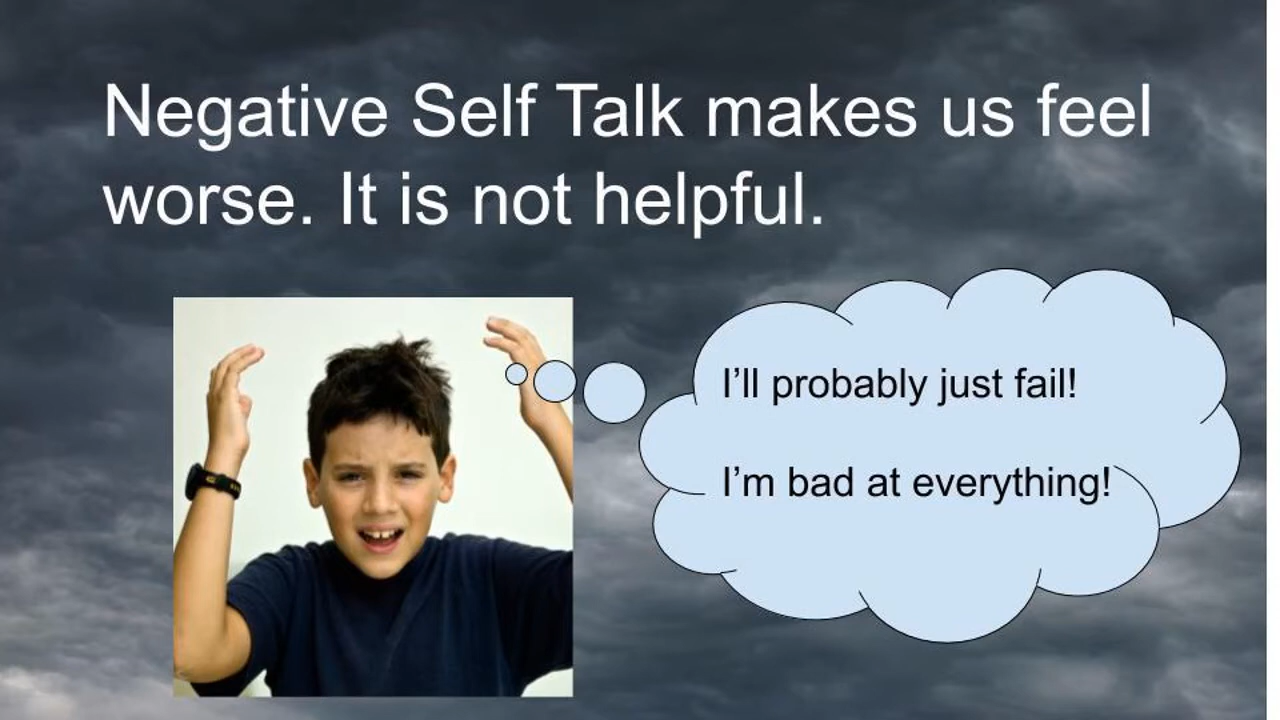 Negative Self Talk makes us feel
worse. It is not helpful.
I’ll probably just fail!
I’m bad at everything!